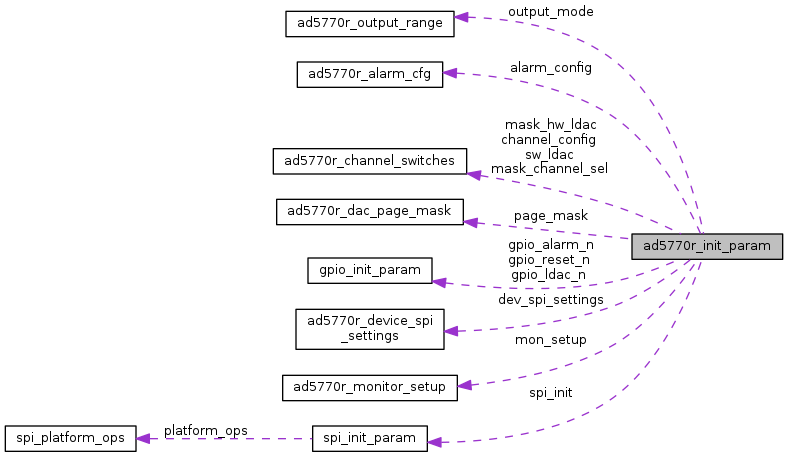 output_mode
ad5770r_output_range
alarm_config
ad5770r_alarm_cfg
mask_hw_ldac
channel_config
sw_ldac
mask_channel_sel
ad5770r_channel_switches
page_mask
ad5770r_dac_page_mask
ad5770r_init_param
gpio_alarm_n
gpio_reset_n
gpio_ldac_n
gpio_init_param
dev_spi_settings
ad5770r_device_spi
_settings
mon_setup
ad5770r_monitor_setup
spi_init
spi_platform_ops
platform_ops
spi_init_param